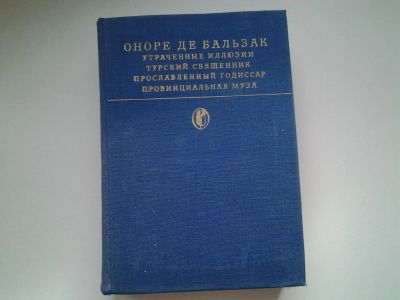 ОНОРЕ ДЕ БАЛЬЗАК
УТРАЧЕННЫЕ ИЛЛЮЗИИ
ТУРСКИЙ СВЯЩЕННИК
ПРОСЛАВЛЕННЫЙ ГОДИССАР
ПРОВИНЦИАЛЬНАЯ МУЗА